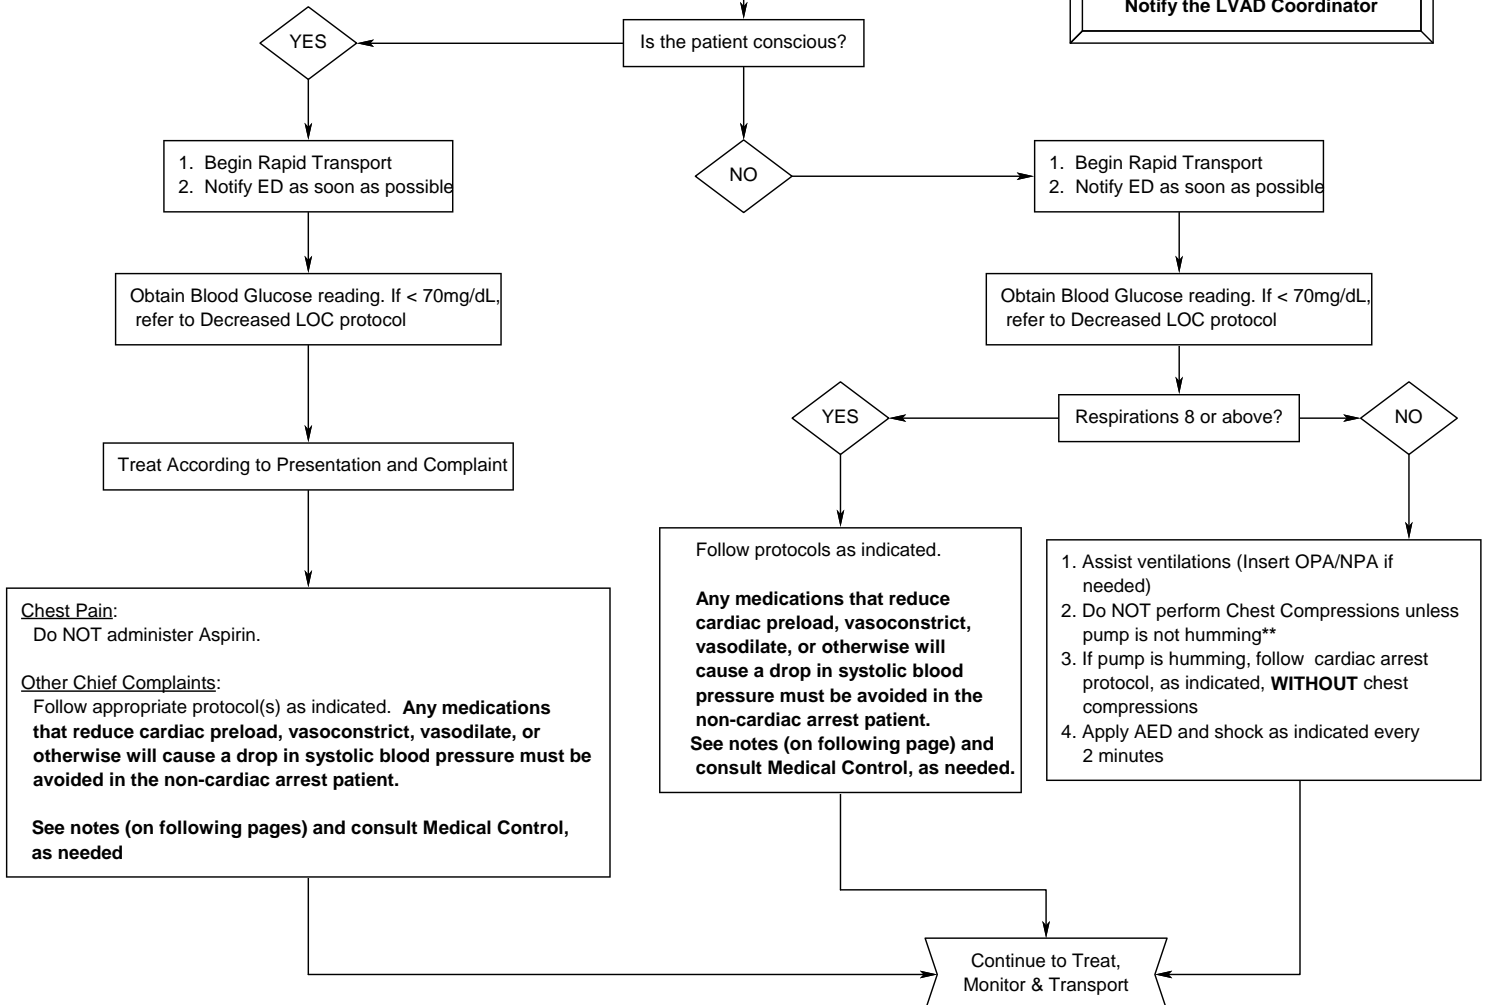 Notify the LVAD Coordinator
YES
Is the patient conscious?
1. Begin Rapid Transport
2. Notify ED as soon as possible
NO
1. Begin Rapid Transport
2. Notify ED as soon as possible
Obtain Blood Glucose reading. If < 70mg/dL,
refer to Decreased LOC protocol
Obtain Blood Glucose reading. If < 70mg/dL,
refer to Decreased LOC protocol
YES
Respirations 8 or above?
NO
Treat According to Presentation and Complaint
Chest Pain:
Do NOT administer Aspirin.
Other Chief Complaints:
Follow appropriate protocol(s) as indicated. Any medications
that reduce cardiac preload, vasoconstrict, vasodilate, or
otherwise will cause a drop in systolic blood pressure must be
avoided in the non-cardiac arrest patient.
See notes (on following pages) and consult Medical Control,
as needed
Follow protocols as indicated.
Any medications that reduce
cardiac preload, vasoconstrict,
vasodilate, or otherwise will
cause a drop in systolic blood
pressure must be avoided in the
non-cardiac arrest patient.
See notes (on following page) and
consult Medical Control, as needed.
1. Assist ventilations (Insert OPA/NPA if
needed)
2. Do NOT perform Chest Compressions unless
pump is not humming**
3. If pump is humming, follow cardiac arrest
protocol, as indicated, WITHOUT chest
compressions
4. Apply AED and shock as indicated every
2 minutes
Continue to Treat,
Monitor & Transport